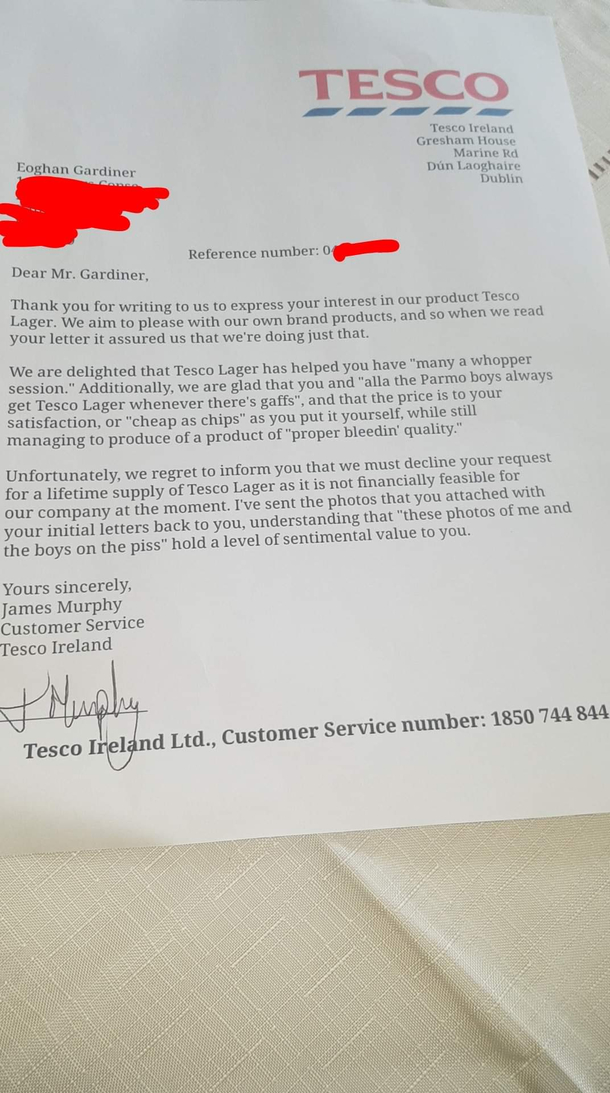 TESCO
Tesco Ireland
Gresham House
Marine Rd
Dún Laoghaire
Dublin
Eoghan Gardiner
Reference number: 0
Dear Mr. Gardiner,
Thank you for writing to us to express your interest in our product Tesco
Lager. We aim to please with our own brand products, and so when we read
your letter it assured us that we're doing just that.
We are delighted that Tesco Lager has helped you have "many a whopper
session." Additionally, we are glad that you and "alla the Parmo boys always
get Tesco Lager whenever there's gaffs", and that the price is to your
satisfaction, or "cheap as chips" as you put it yourself, while still
managing to produce of a product of "proper bleedin' quality."
Unfortunately, we regret to inform you that we must decline your request
for a lifetime supply of Tesco Lager as it is not financially feasible for
our company at the moment. I've sent the photos that you attached with
your initial letters back to you, understanding that "these photos of me and
the boys on the piss" hold a level of sentimental value to you.
Yours sincerely,
James Murphy
Customer Service
Tesco Ireland
J Murphy
Tesco Ireland Ltd., Customer Service number: 1850 744 844